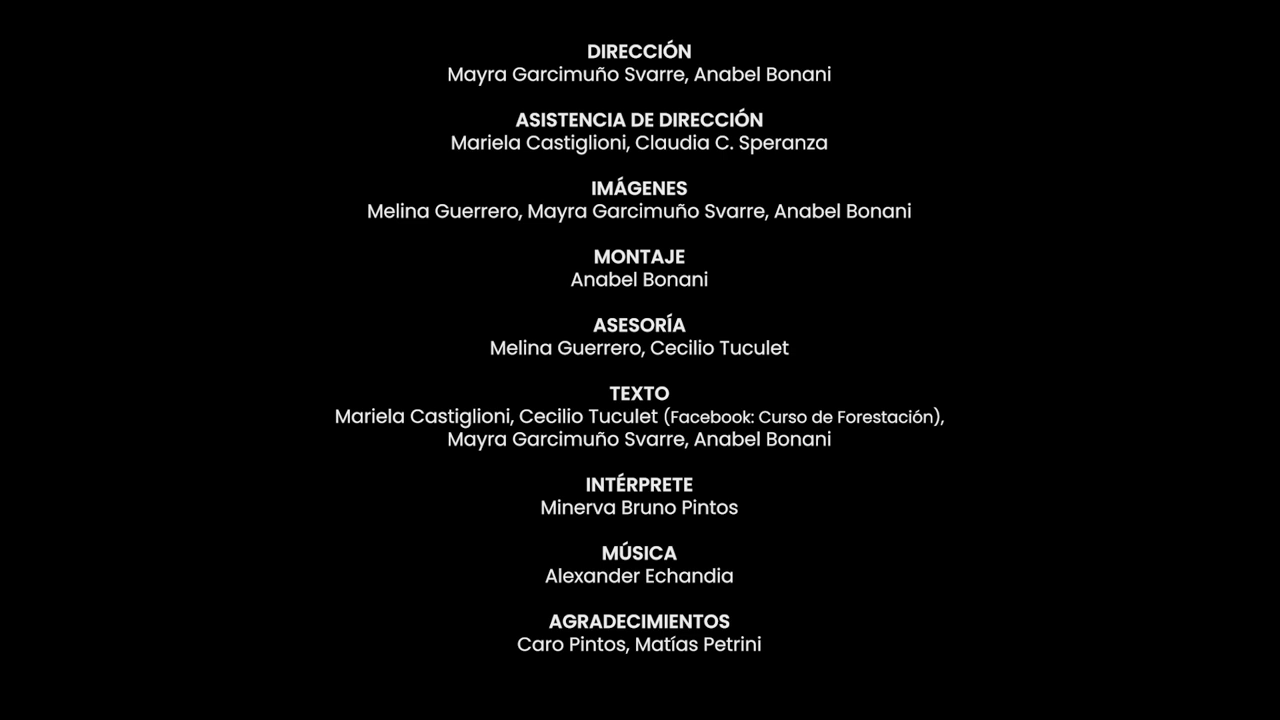 DIRECCIÓN
Mayra Garcimuño Svarre, Anabel Bonani
ASISTENCIA DE DIRECCIÓN
Mariela Castiglioni, Claudia C. Speranza
IMÁGENES
Melina Guerrero, Mayra Garcimuño Svarre, Anabel Bonani
MONTAJE
Anabel Bonani
ASESORÍA
Melina Guerrero, Cecilio Tuculet
TEXTO
Mariela Castiglioni, Cecilio Tuculet (Facebook: Curso de Forestación),
Mayra Garcimuño Svarre, Anabel Bonani
INTÉRPRETE
Minerva Bruno Pintos
MÚSICA
Alexander Echandia
AGRADECIMIENTOS
Caro Pintos, Matías Petrini